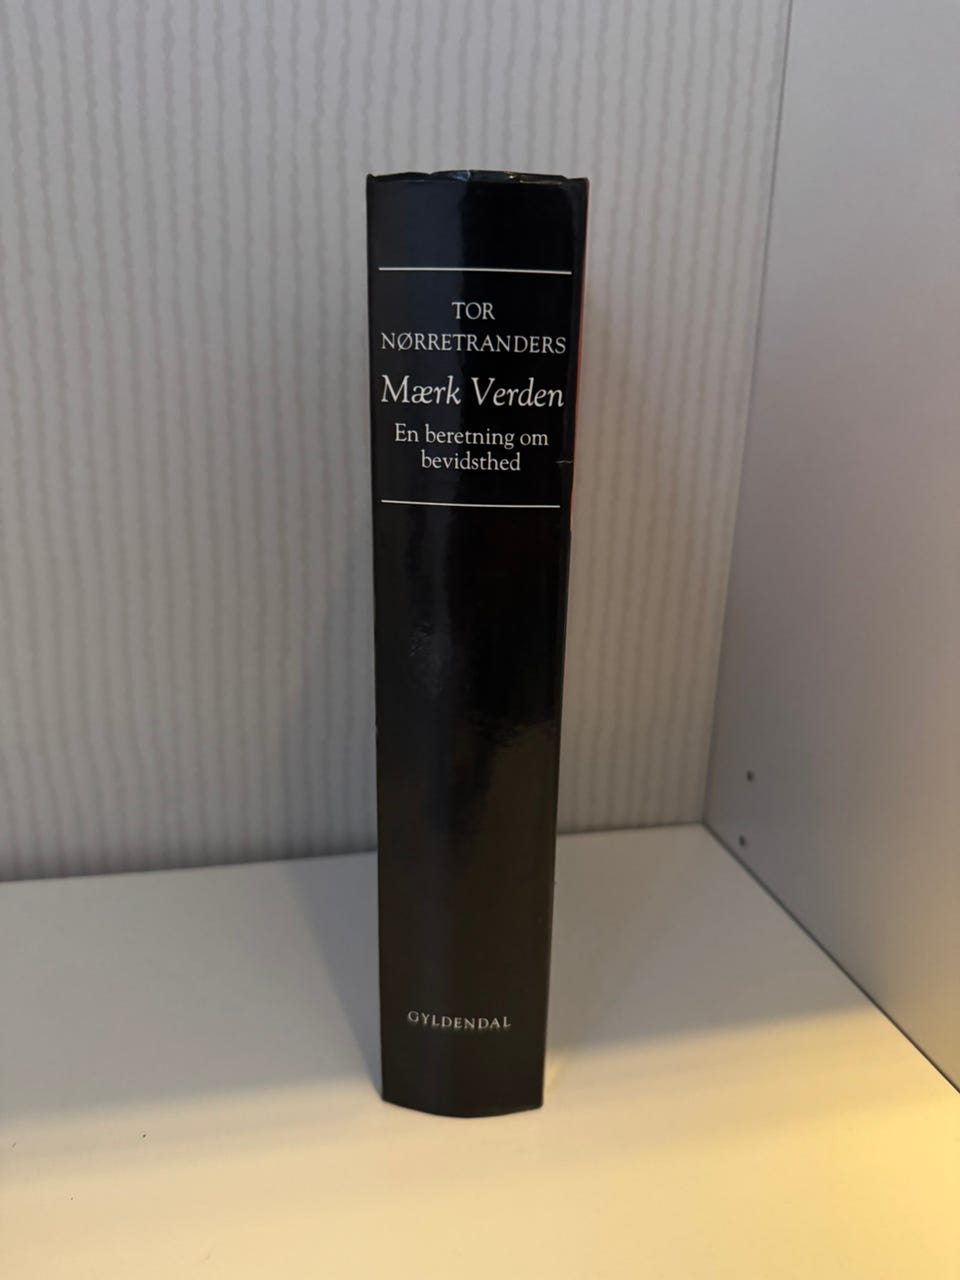 TOR
NØRRETRANDERS
Mærk Verden
En beretning om
bevidsthed
GYLDENDAL